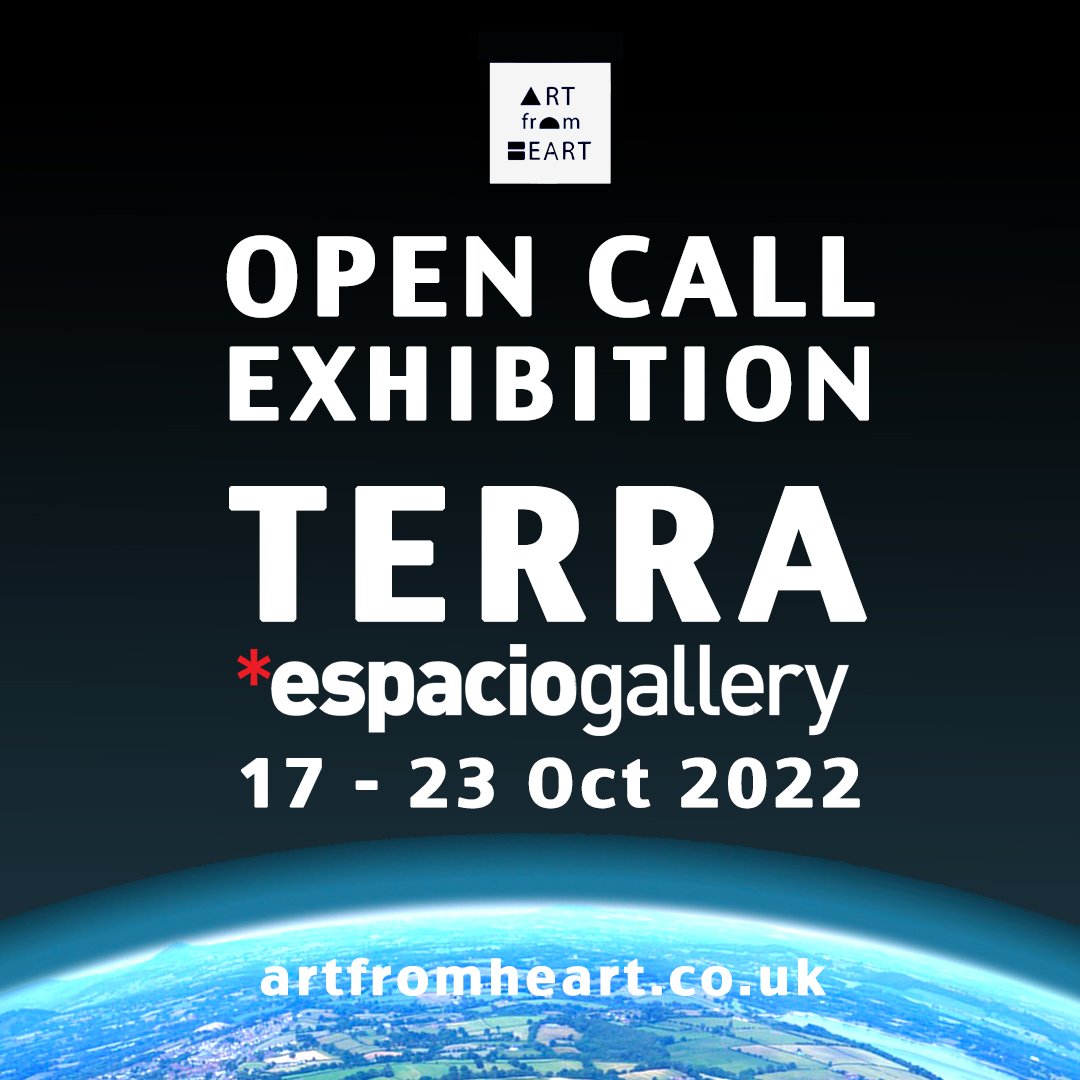 ART
from
HEART
OPEN CALL
EXHIBITION
TERRA
*espaciogallery
17 - 23 Oct 2022
artfromheart.co.uk